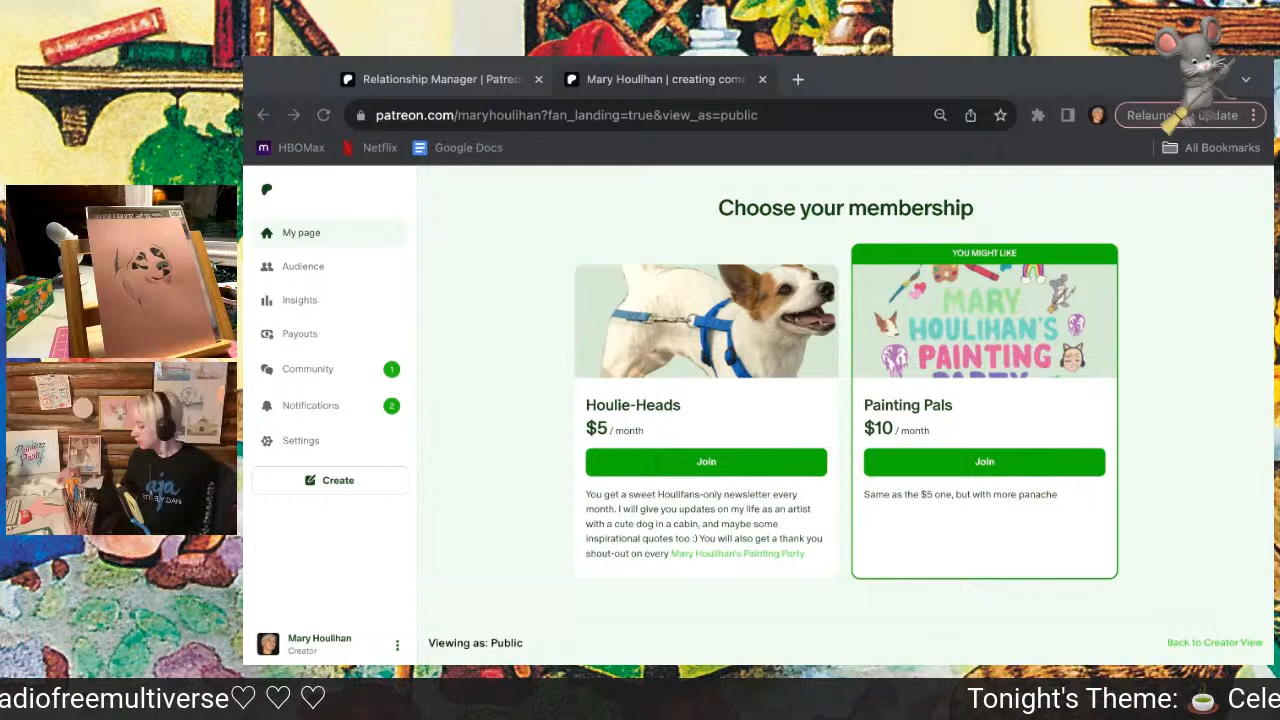 Relationship Manager | Patreo
Mary Houlihan | creating com
patreon.com/maryhoulihan?fan_landing=true&view_as=public
Relaunch update
HBOMax
Netflix
Google Docs
All Bookmarks
Choose your membership
My page
Audience
Insights
Payouts
Community
1
Notifications
2
Settings
Create
YOU MIGHT LIKE
MARY
HOULIHAN'S
PAINTING
PARTY
Houlie-Heads
$5 / month
Join
You get a sweet Houlifans-only newsletter every
month. I will give you updates on my life as an artist
with a cute dog in a cabin, and maybe some
inspirational quotes too :) You will also get a thank you
shout-out on every Mary Houlihan's Painting Party
Painting Pals
$10 / month
Join
Same as the $5 one, but with more panache
Painting
Party
aja
STEELY DAN
Mary Houlihan
Creator
Viewing as: Public
Back to Creator View
adiofreemultiverse♡ ♡ ♡
Tonight's Theme: 🍵 Cele